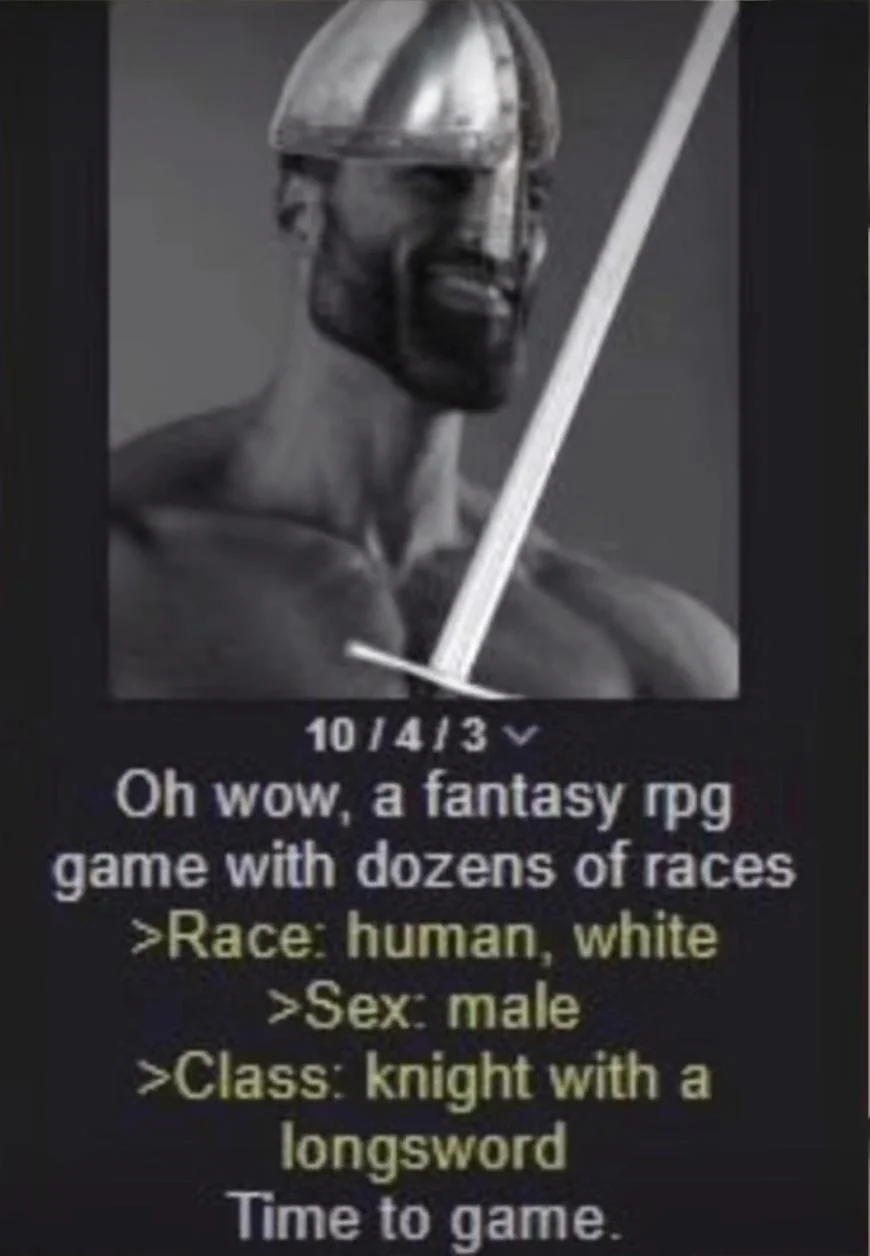 10 / 4 / 3
Oh wow, a fantasy rpg
game with dozens of races
>Race: human, white
>Sex: male
>Class: knight with a
longsword
Time to game.